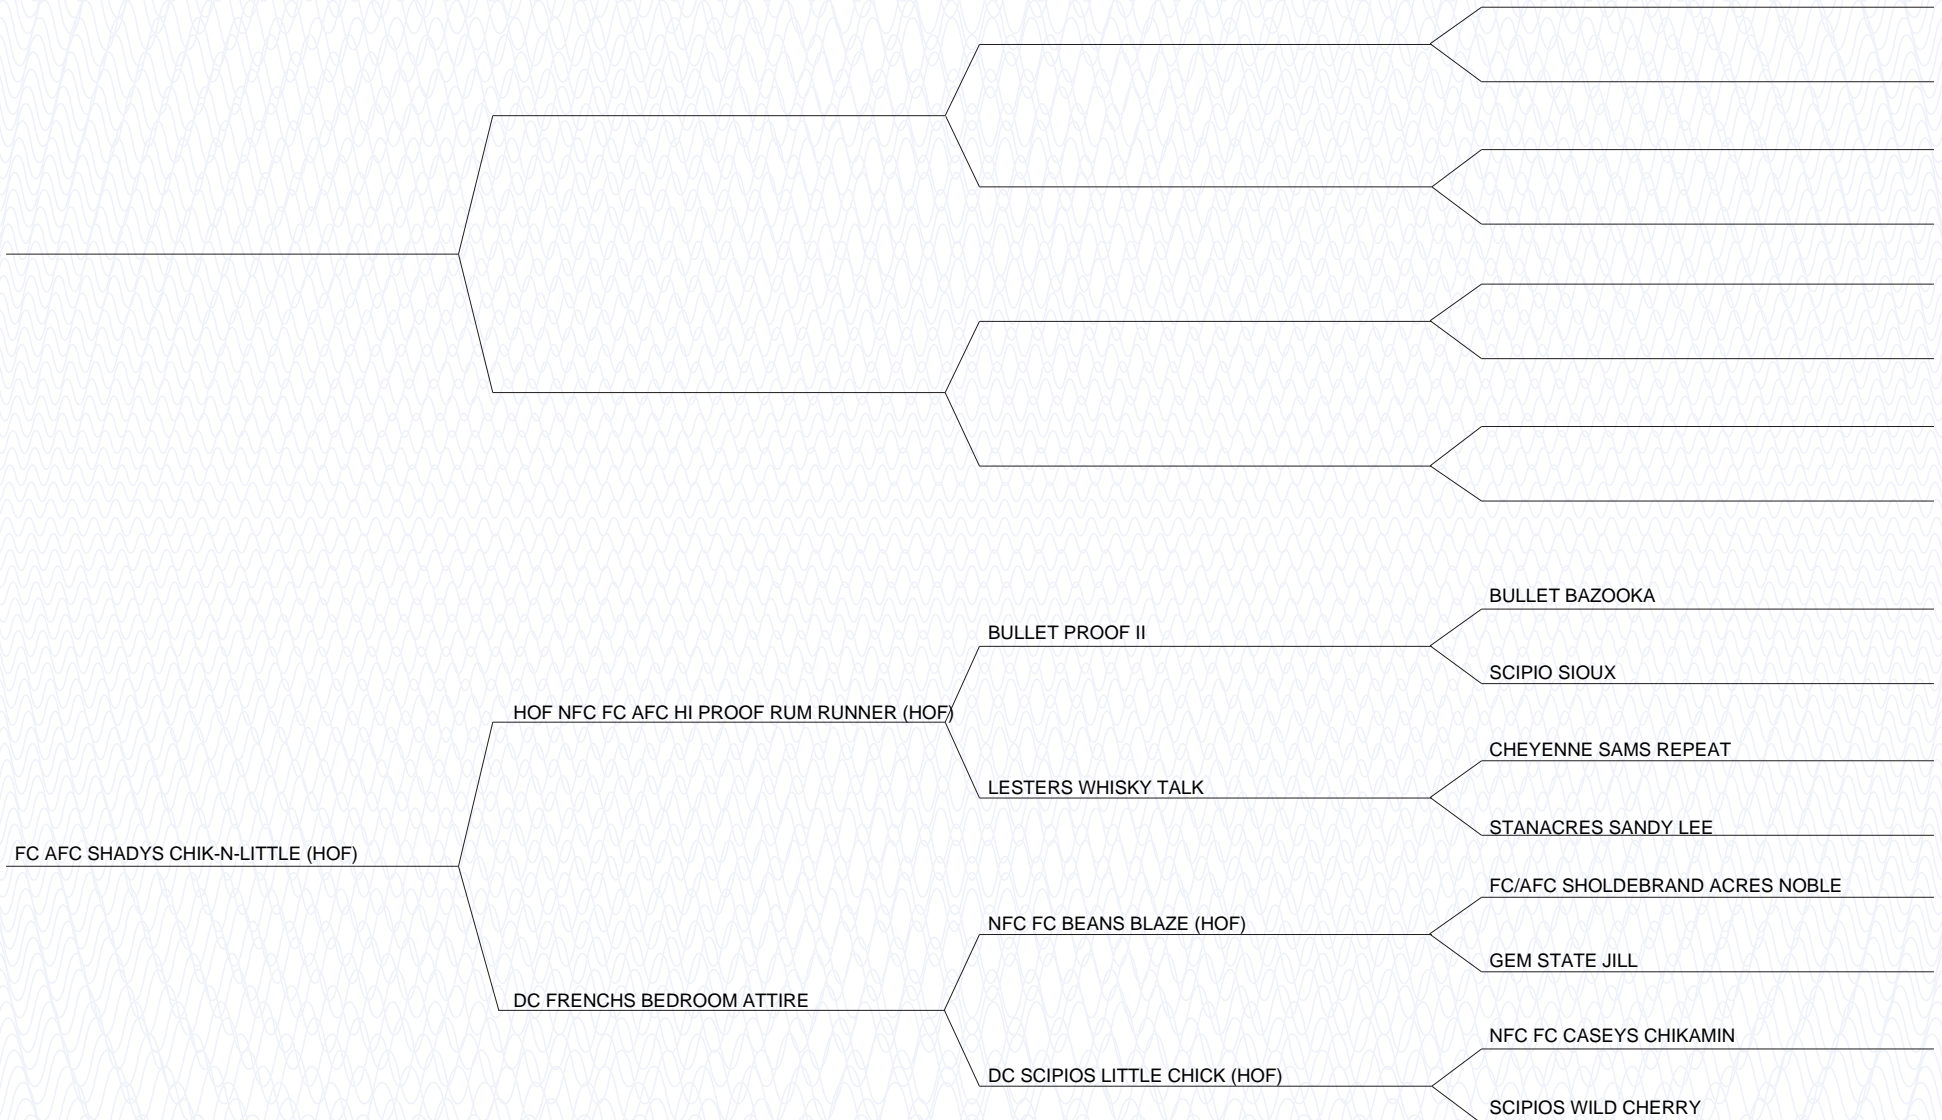 BULLET BAZOOKA
BULLET PROOF II
SCIPIO SIOUX
HOF NFC FC AFC HI PROOF RUM RUNNER (HOF)
CHEYENNE SAMS REPEAT
LESTERS WHISKY TALK
STANACRES SANDY LEE
FC AFC SHADYS CHIK-N-LITTLE (HOF)
FC/AFC SHOLDEBRAND ACRES NOBLE
NFC FC BEANS BLAZE (HOF)
GEM STATE JILL
DC FRENCHS BEDROOM ATTIRE
NFC FC CASEYS CHIKAMIN
DC SCIPIOS LITTLE CHICK (HOF)
SCIPIOS WILD CHERRY